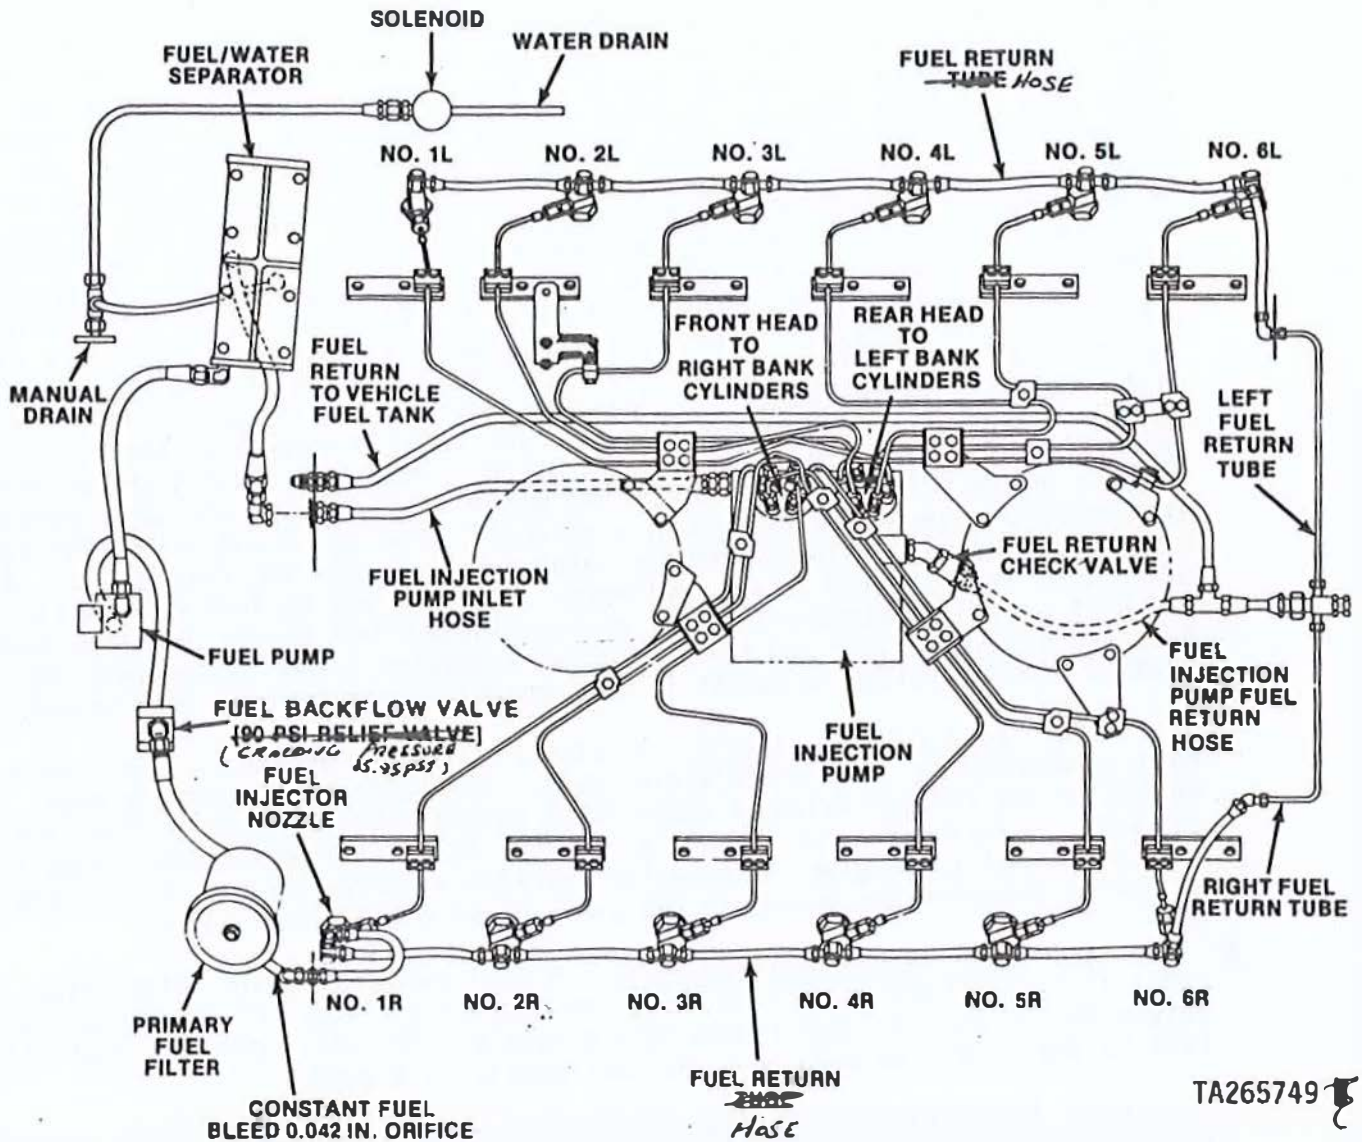 SOLENOID
WATER DRAIN
FUEL/WATER
SEPARATOR
FUEL RETURN
TUBE HOSE
NO. 1L
NO. 2L
NO. 3L
NO. 4L
NO. 5L
NO. 6L
MANUAL
DRAIN
FUEL
RETURN
TO VEHICLE
FUEL TANK
FRONT HEAD
TO
RIGHT BANK
CYLINDERS
REAR HEAD
TO
LEFT BANK
CYLINDERS
LEFT
FUEL
RETURN
TUBE
FUEL INJECTION
PUMP INLET
HOSE
FUEL RETURN
CHECK VALVE
FUEL PUMP
FUEL
INJECTION
PUMP FUEL
RETURN
HOSE
FUEL BACKFLOW VALVE
(90 PSI RELIEF VALVE)
PRESSURE
FUEL
INJECTOR
NOZZLE
FUEL
INJECTION
PUMP
RIGHT FUEL
RETURN TUBE
NO. 1R
NO. 2R
NO. 3R
NO. 4R
NO. 5R
NO. 6R
PRIMARY
FUEL
FILTER
CONSTANT FUEL
BLEED 0.042 IN. ORIFICE
FUEL RETURN
HOSE
TA265749